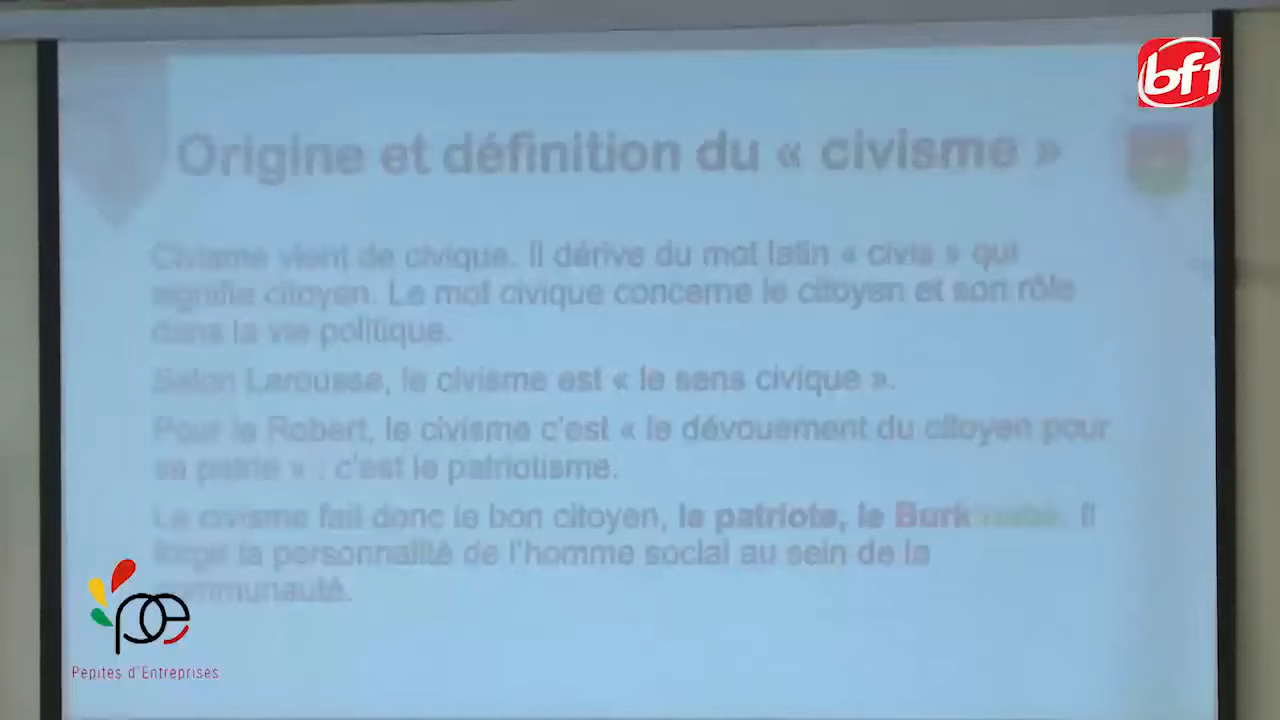 bf1
Origine et définition du « civisme »
Civisme vient de civique. Il dérive du mot latin « civis » qui
signifie citoyen. Le mot civique concerne le citoyen et son rôle
dans la vie politique.
Selon Larousse, le civisme est « le sens civique ».
Pour le Robert, le civisme c'est « le dévouement du citoyen pour
sa patrie » : c'est le patriotisme.
Le civisme fait donc le bon citoyen, le patriote, le Burkinabè. Il
forge la personnalité de l'homme social au sein de la
communauté.
pe
Pépites d'Entreprises